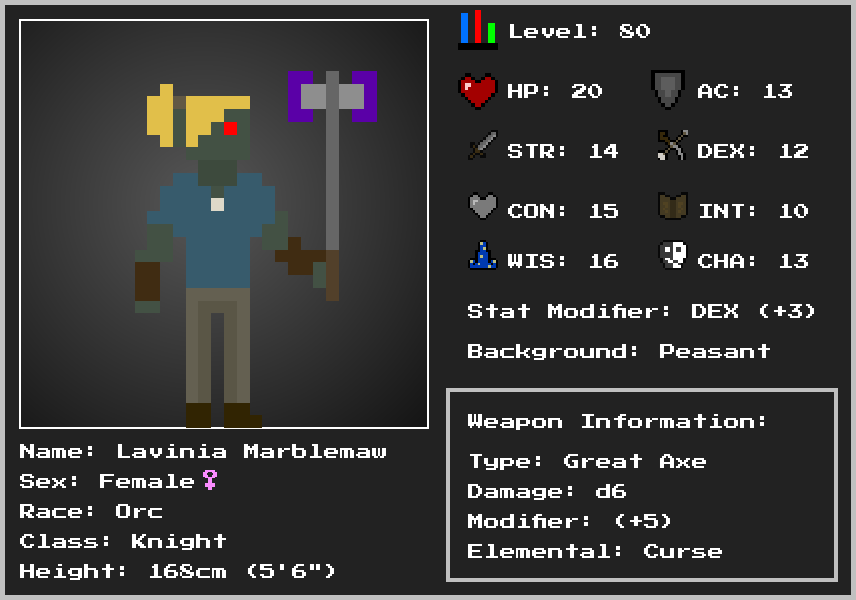 Level: 80
HP: 20
AC: 13
STR: 14
DEX: 12
CON: 15
INT: 10
WIS: 16
CHA: 13
Stat Modifier: DEX (+3)
Background: Peasant
Weapon Information:
Type: Great Axe
Damage: d6
Modifier: (+5)
Elemental: Curse
Name: Lavinia Marblemaw
Sex: Female♀
Race: Orc
Class: Knight
Height: 168cm (5'6")